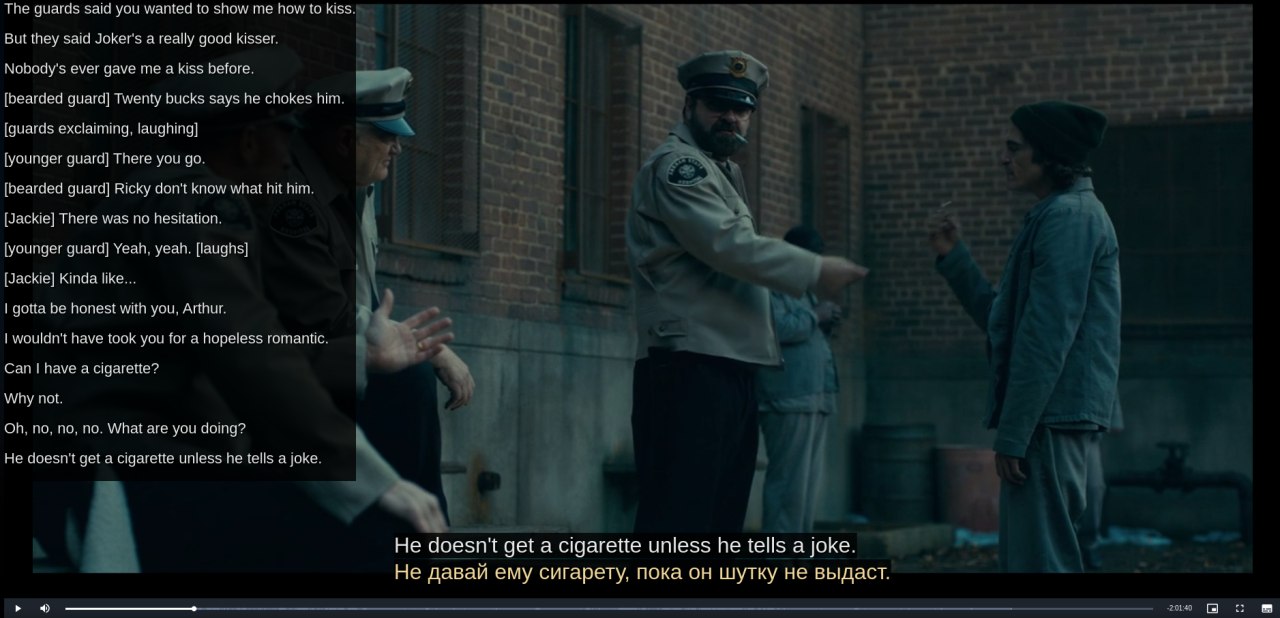 The guards said you wanted to show me how to kiss.
But they said Joker's a really good kisser.
Nobody's ever gave me a kiss before.
[bearded guard] Twenty bucks says he chokes him.
[guards exclaiming, laughing]
[younger guard] There you go.
[bearded guard] Ricky don't know what hit him.
[Jackie] There was no hesitation.
[younger guard] Yeah, yeah. [laughs]
[Jackie] Kinda like...
I gotta be honest with you, Arthur.
I wouldn't have took you for a hopeless romantic.
Can I have a cigarette?
Why not.
Oh, no, no, no. What are you doing?
He doesn't get a cigarette unless he tells a joke.
He doesn't get a cigarette unless he tells a joke.
Не давай ему сигарету, пока он шутку не выдаст.
-2:01:40